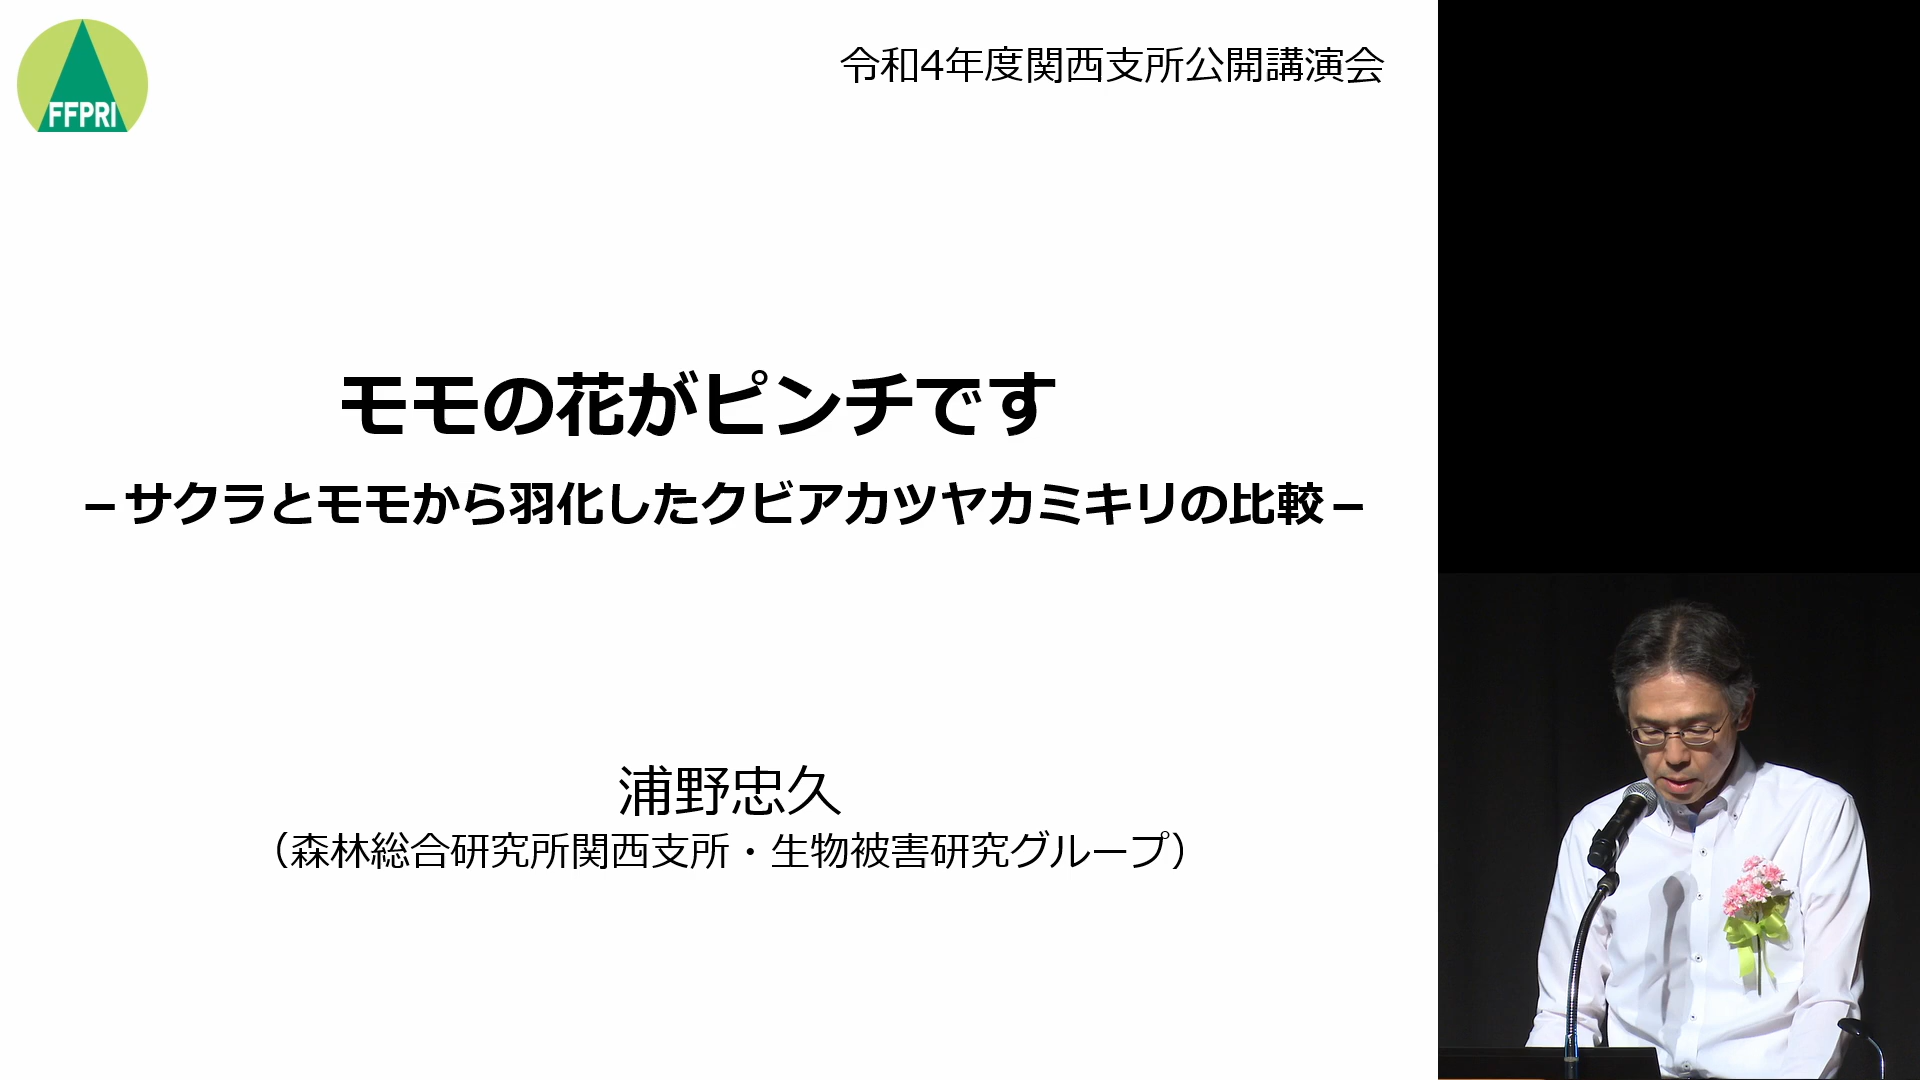 FFPRI
令和4年度関西支所公開講演会
モモの花がピンチです
－サクラとモモから羽化したクビアカツヤカミキリの比較－
浦野忠久
（森林総合研究所関西支所・生物被害研究グループ）